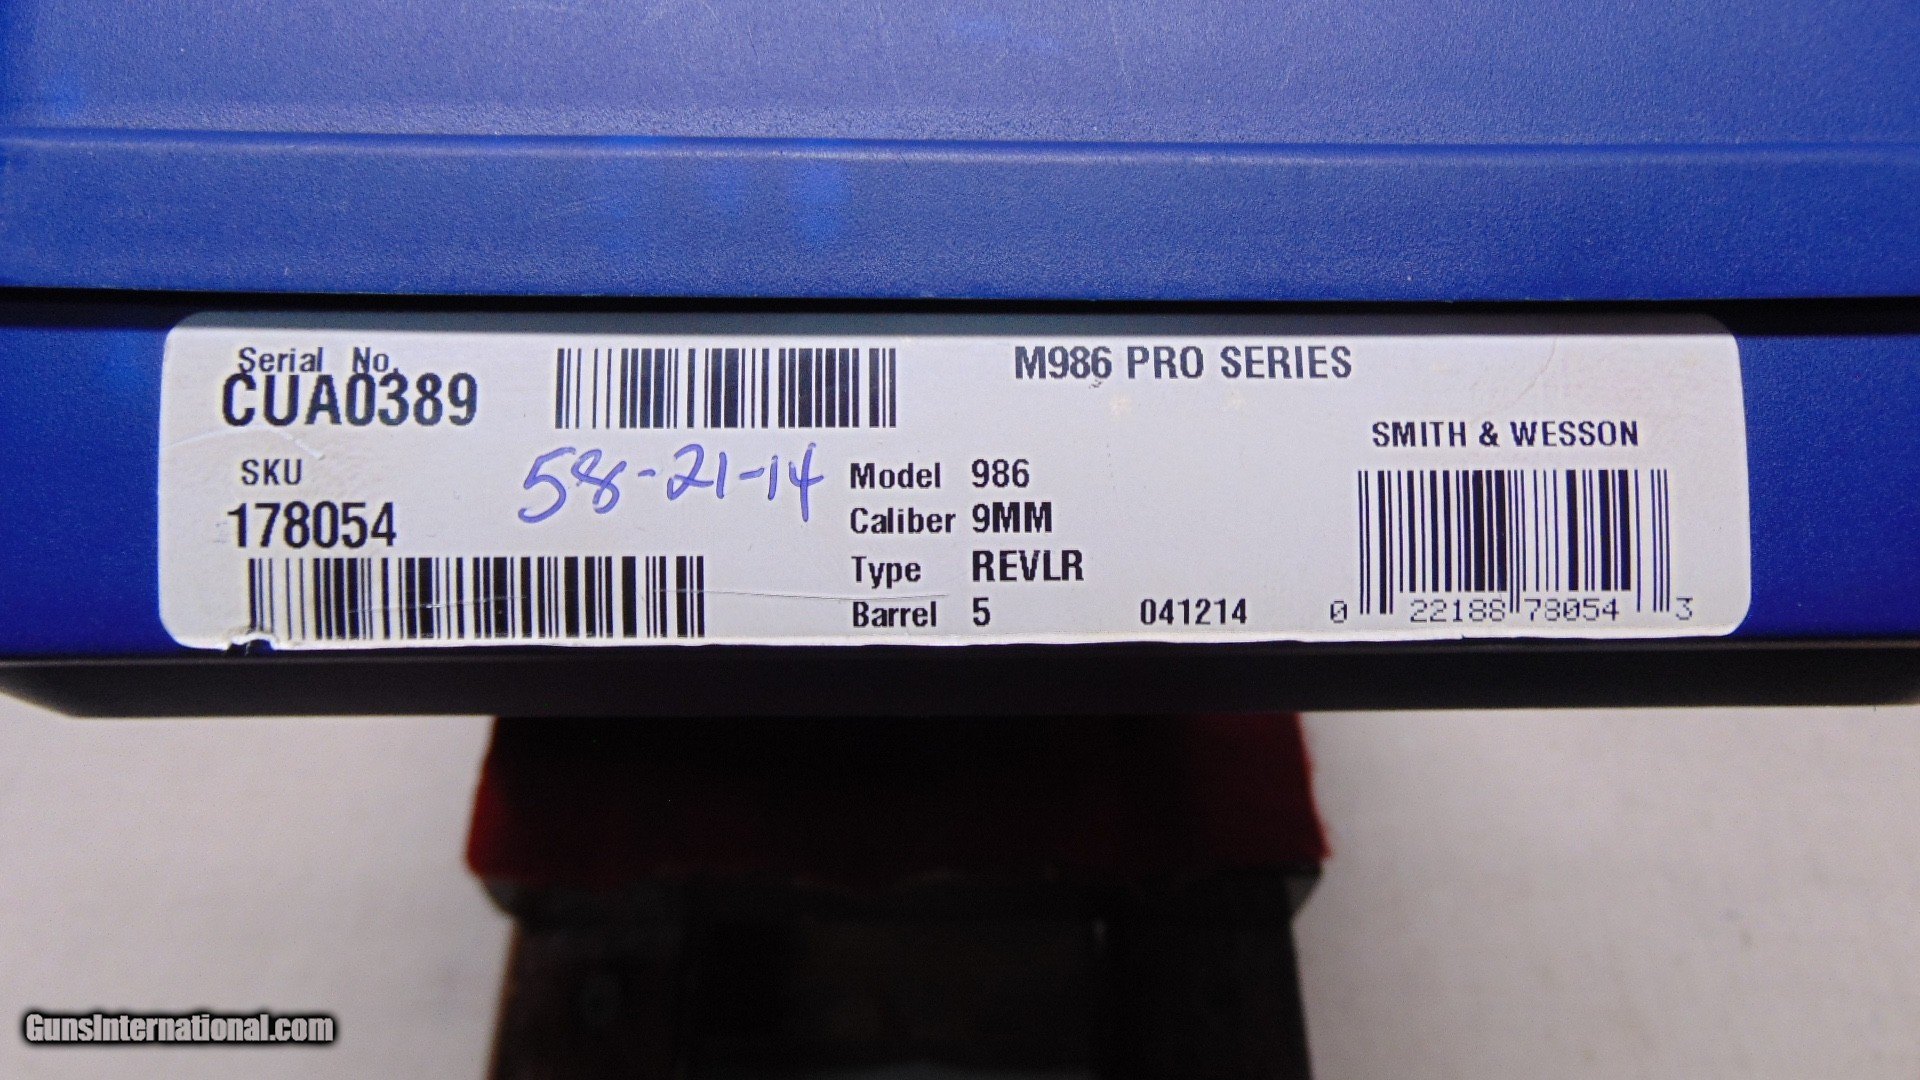 Serial No.
CUA0389
M986 PRO SERIES
SMITH & WESSON
SKU
178054
58-21-14
Model 986
Caliber 9MM
Type REVLR
Barrel 5
041214
0 22188 78054 3
GunsInternational.com